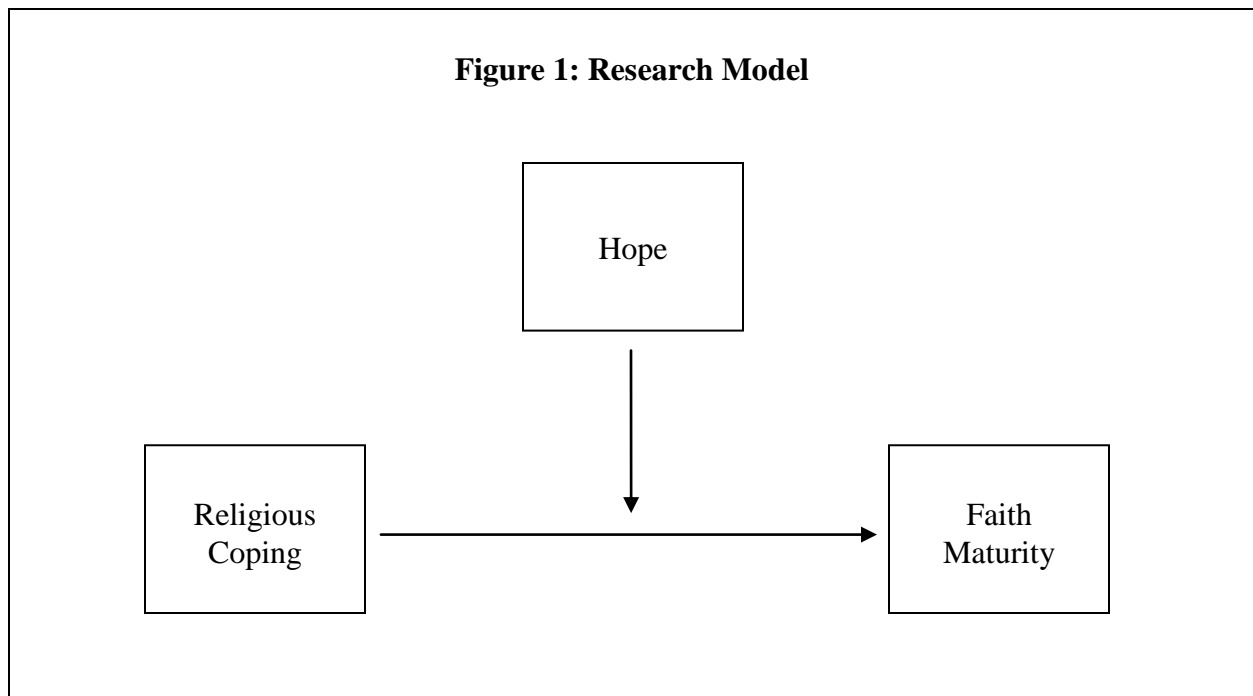 Figure 1: Research Model
Hope
Religious
Coping
Faith
Maturity